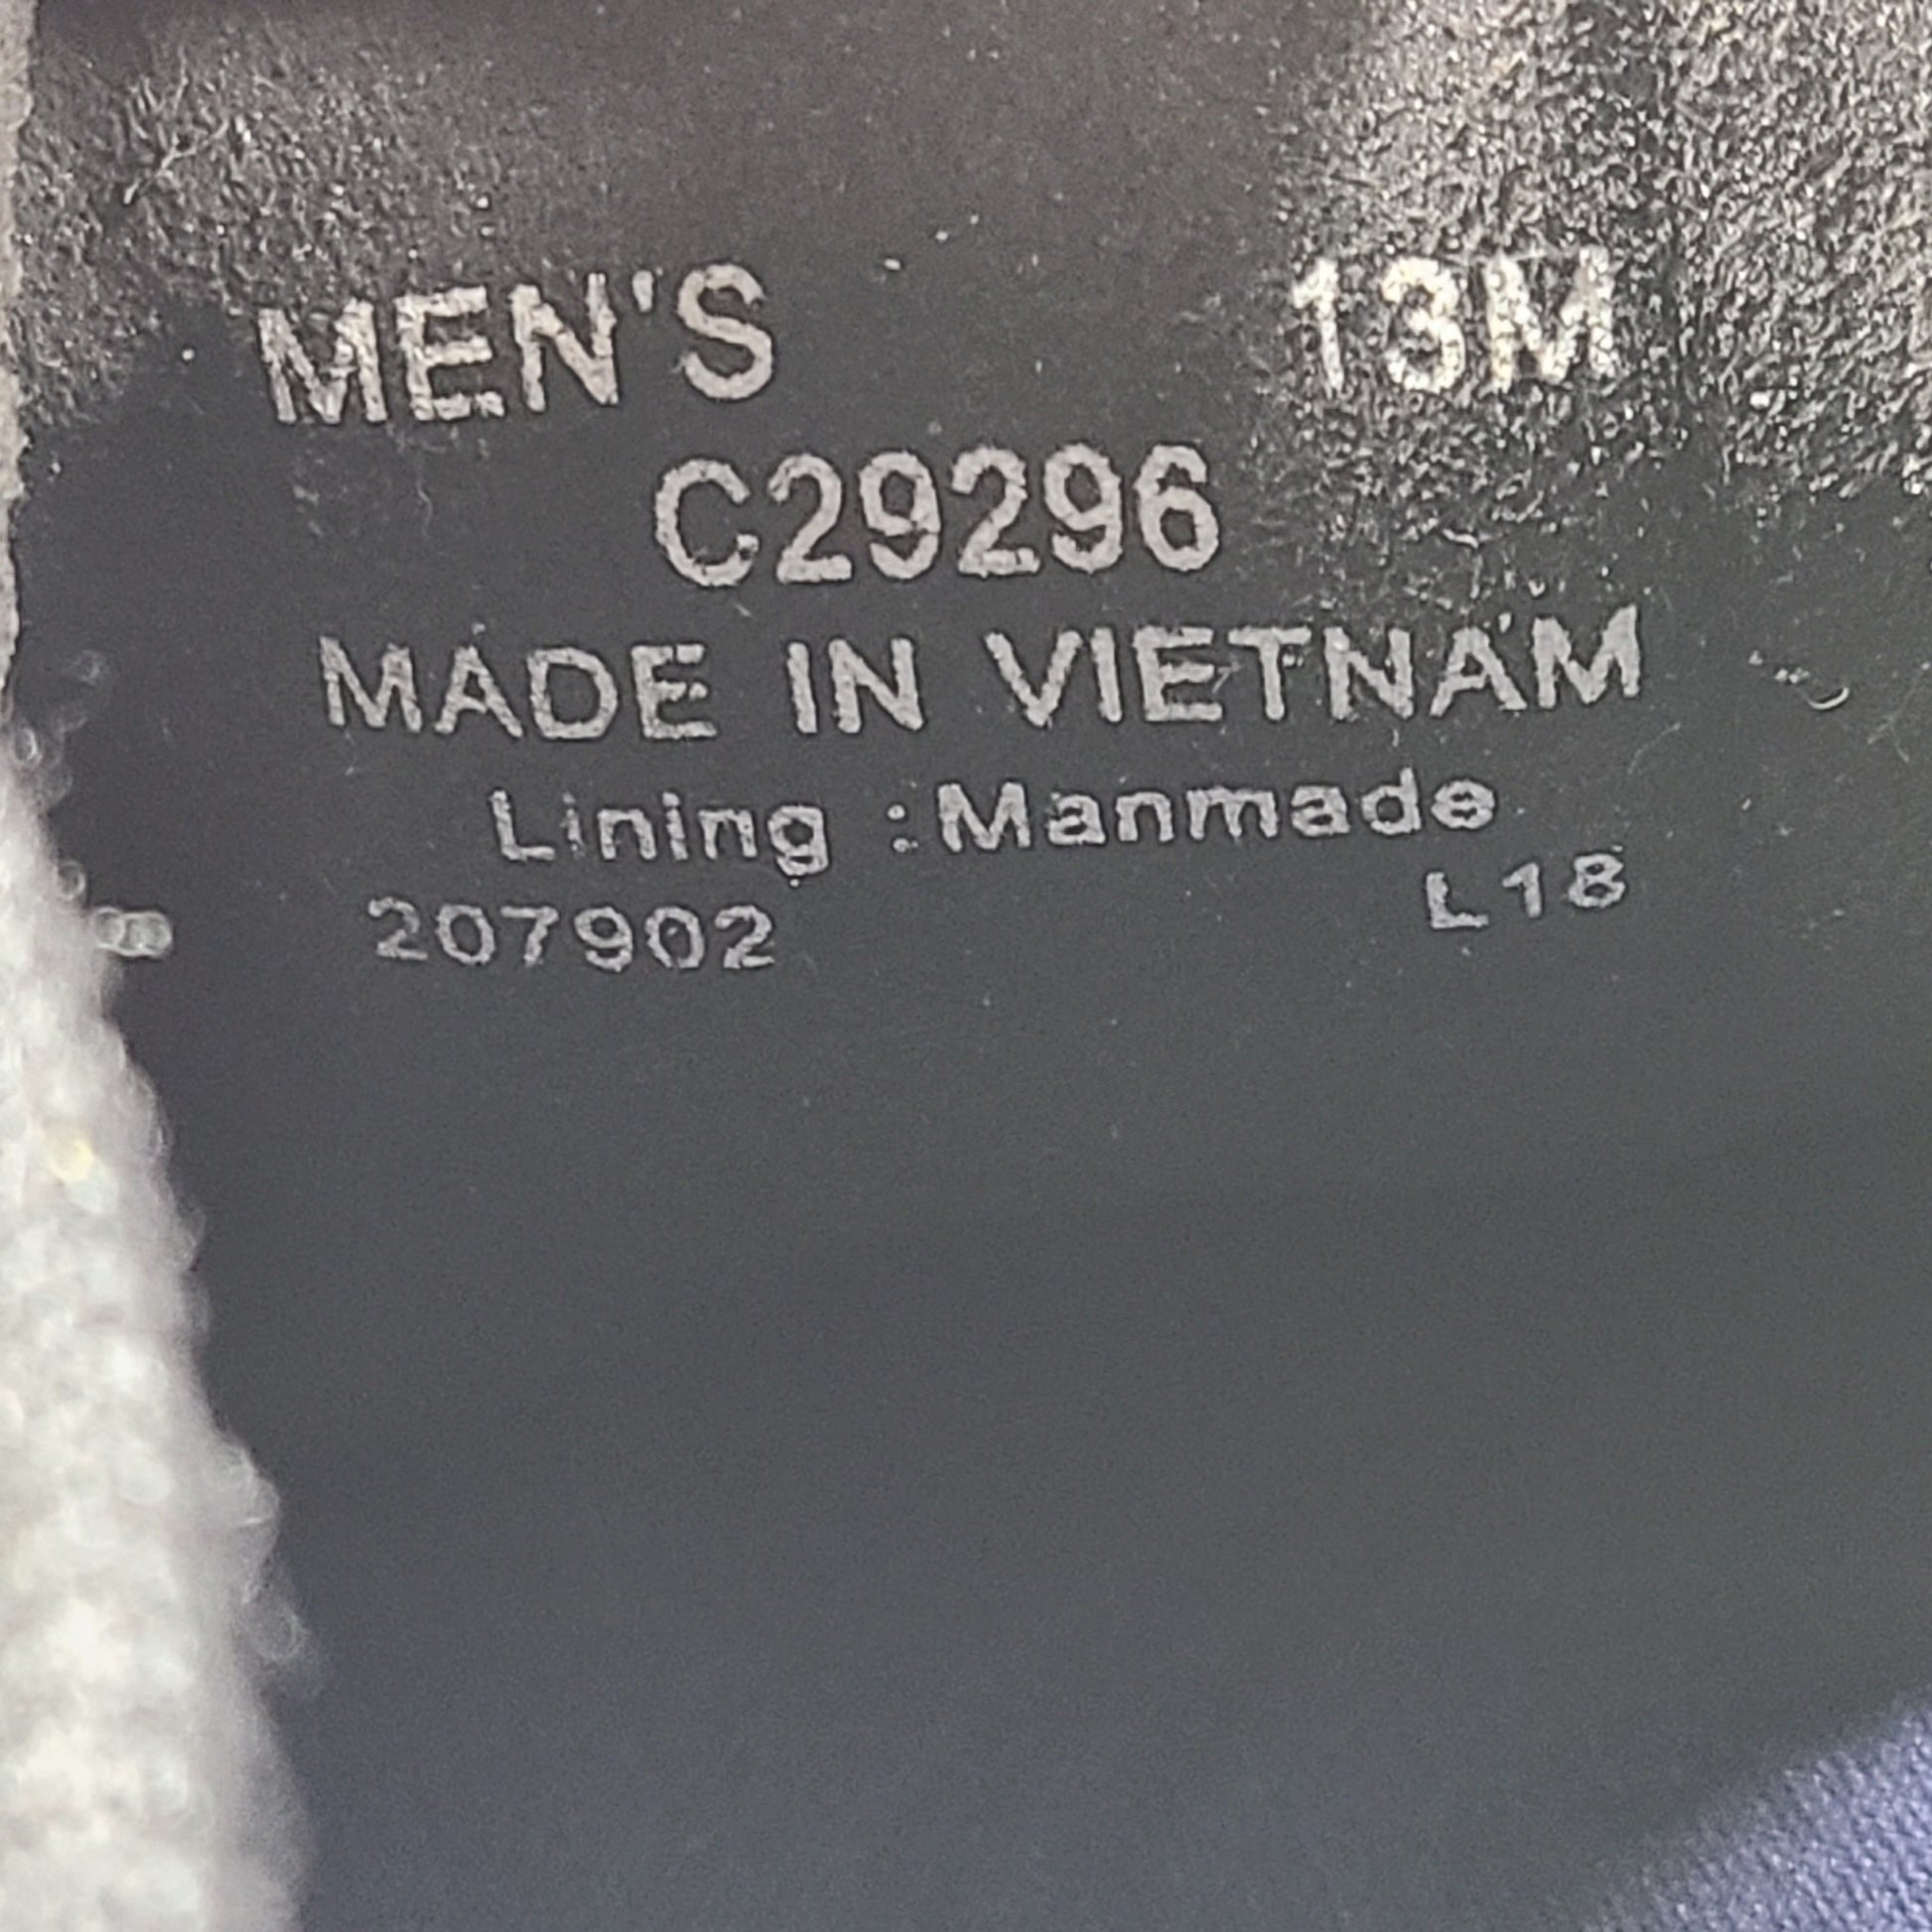 MEN'S 13M
C29296
MADE IN VIETNAM
Lining :Manmade
207902 L18